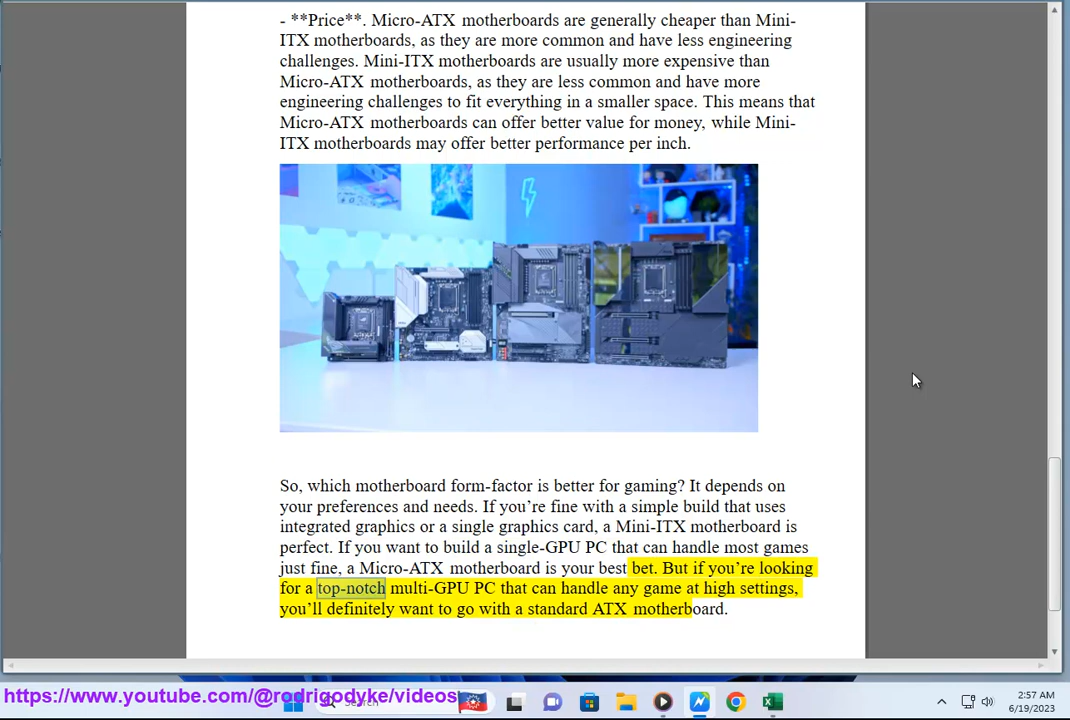 - **Price**. Micro-ATX motherboards are generally cheaper than Mini-
ITX motherboards, as they are more common and have less engineering
challenges. Mini-ITX motherboards are usually more expensive than
Micro-ATX motherboards, as they are less common and have more
engineering challenges to fit everything in a smaller space. This means that
Micro-ATX motherboards can offer better value for money, while Mini-
ITX motherboards may offer better performance per inch.
So, which motherboard form-factor is better for gaming? It depends on
your preferences and needs. If you’re fine with a simple build that uses
integrated graphics or a single graphics card, a Mini-ITX motherboard is
perfect. If you want to build a single-GPU PC that can handle most games
just fine, a Micro-ATX motherboard is your best bet. But if you’re looking
for a top-notch multi-GPU PC that can handle any game at high settings,
you’ll definitely want to go with a standard ATX motherboard.
https://www.youtube.com/@rodrigodyke/videos
2:57 AM
6/19/2023